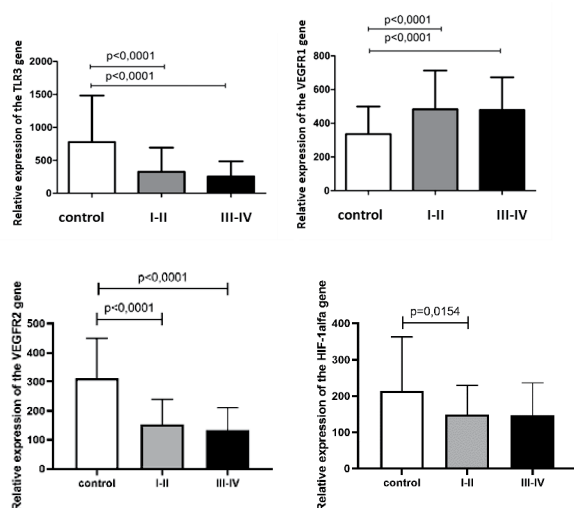 p<0,0001
p<0,0001
Relative expression of the TLR3 gene
2000
1500
1000
500
0
control I-II III-IV
p<0,0001
p<0,0001
Relative expression of the VEGFR1 gene
800
600
400
200
0
control I-II III-IV
p<0,0001
p<0,0001
Relative expression of the VEGFR2 gene
500
400
300
200
100
0
control I-II III-IV
p=0,0154
Relative expression of the HIF-1alfa gene
400
300
200
100
0
control I-II III-IV